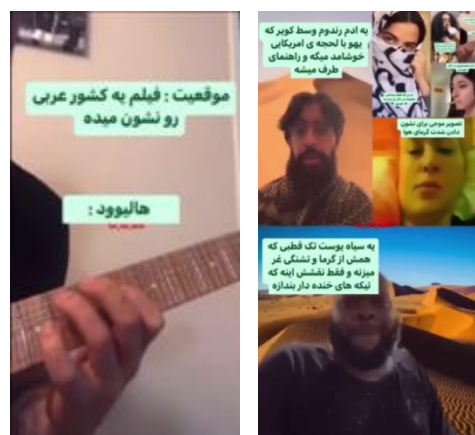 موقعیت : فیلم یه کشور عربی
رو نشون میده
هالیوود :
یه آدم رندوم وسط کویر که
یهو با لحجه ی امریکایی
خوشامد میگه و راهنمای
طرف میشه
تصویر موجی برای نشون
دادن شدت گرمای هوا
یه سیاه پوست تک قطبی که
همش از گرما و تشنگی غر
میزنه و فقط نقشش اینه که
تیکه های خنده دار بندازه